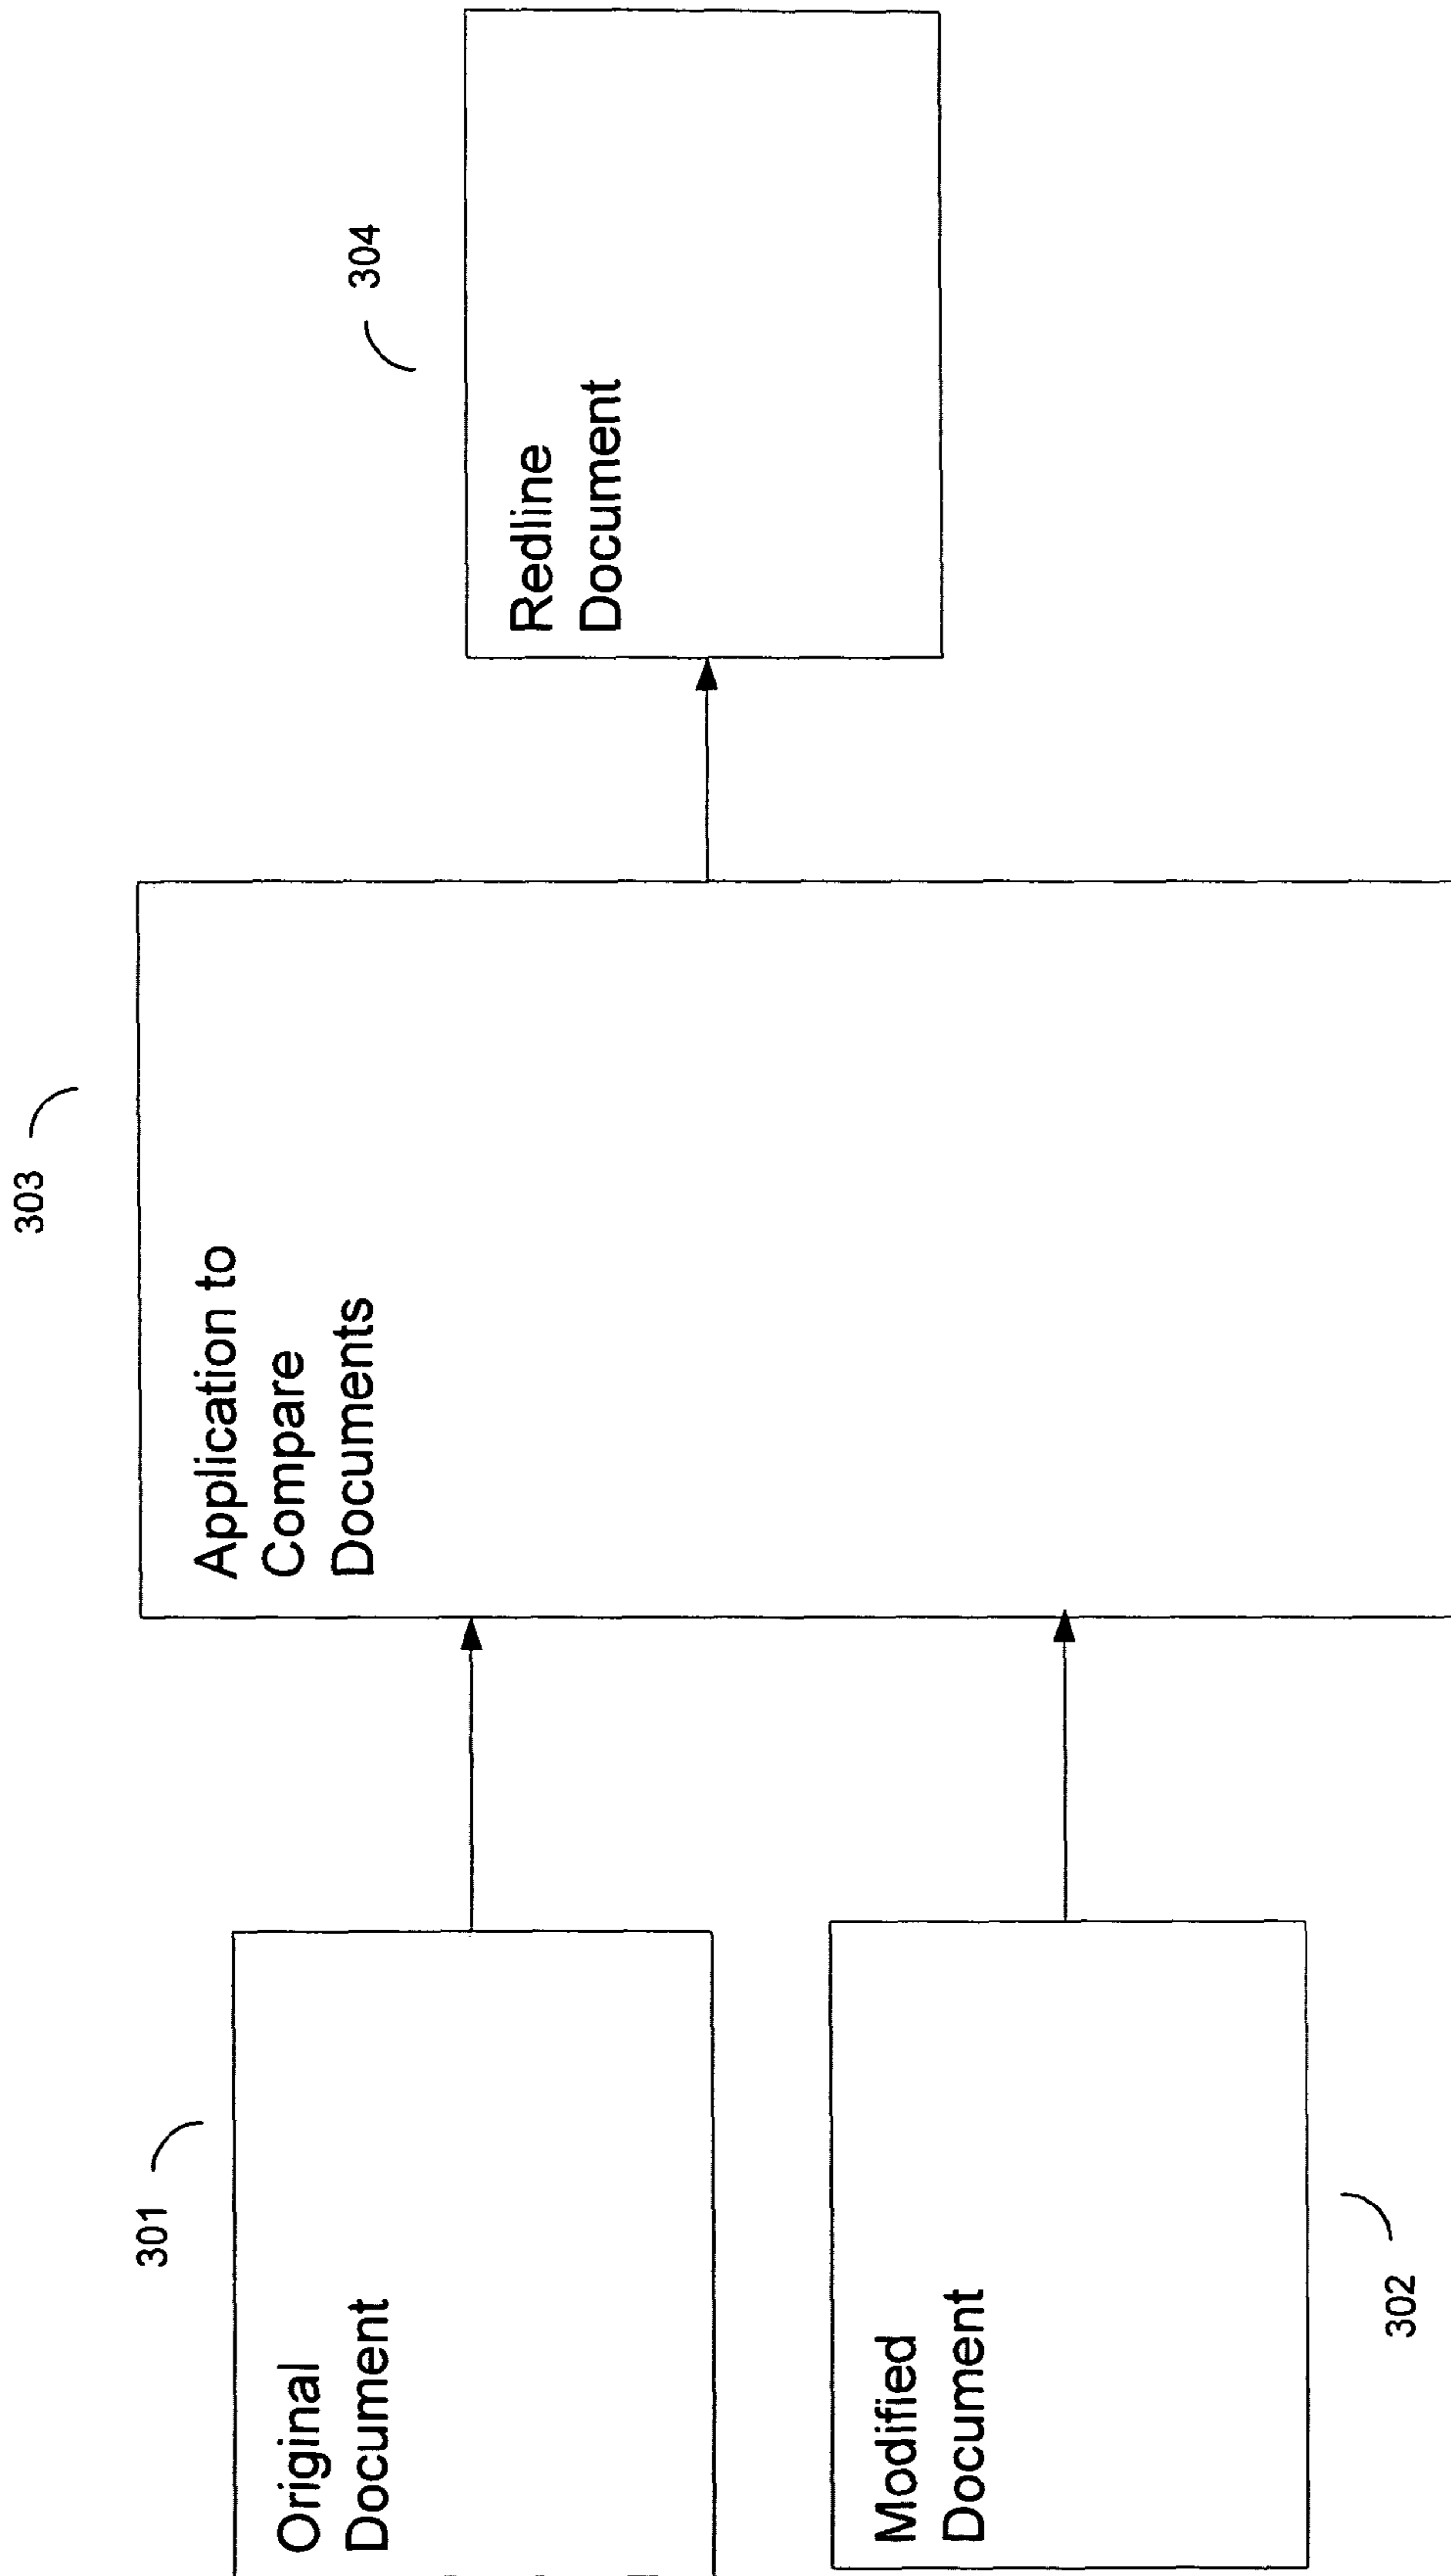 301
Original
Document
Modified
Document
302
303
Application to
Compare
Documents
304
Redline
Document